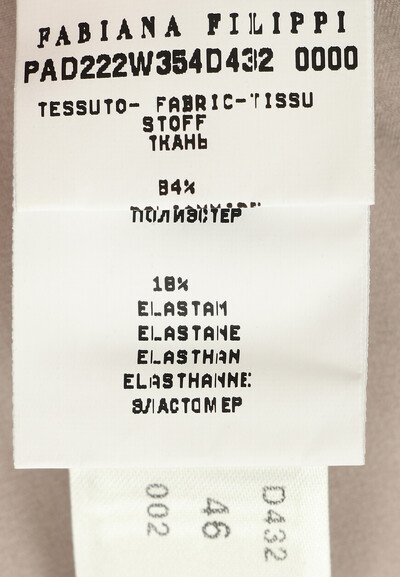 FABIANA FILIPPI
PAD222W354D432 0000
TESSUTO- FABRIC-TISSU
STOFF
ТКАНЬ
84%
ПОЛИЭСТЕР
16%
ELASTAM
ELASTANE
ELASTHAN
ELASTHANNE
ЭЛАСТОМЕР
D432
46
002